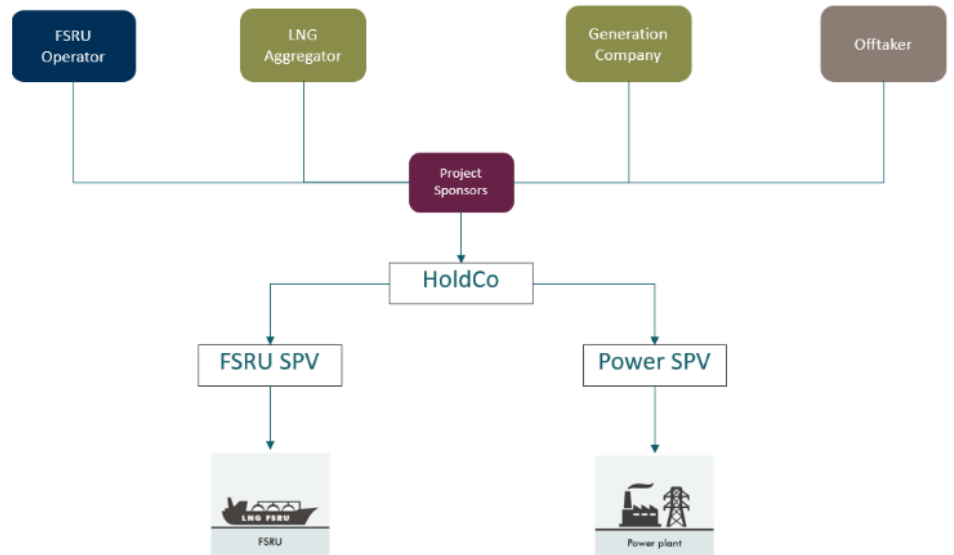 FSRU
Operator
LNG
Aggregator
Generation
Company
Offtaker
Project
Sponsors
HoldCo
FSRU SPV
Power SPV
LNG FSRU
FSRU
Power plant